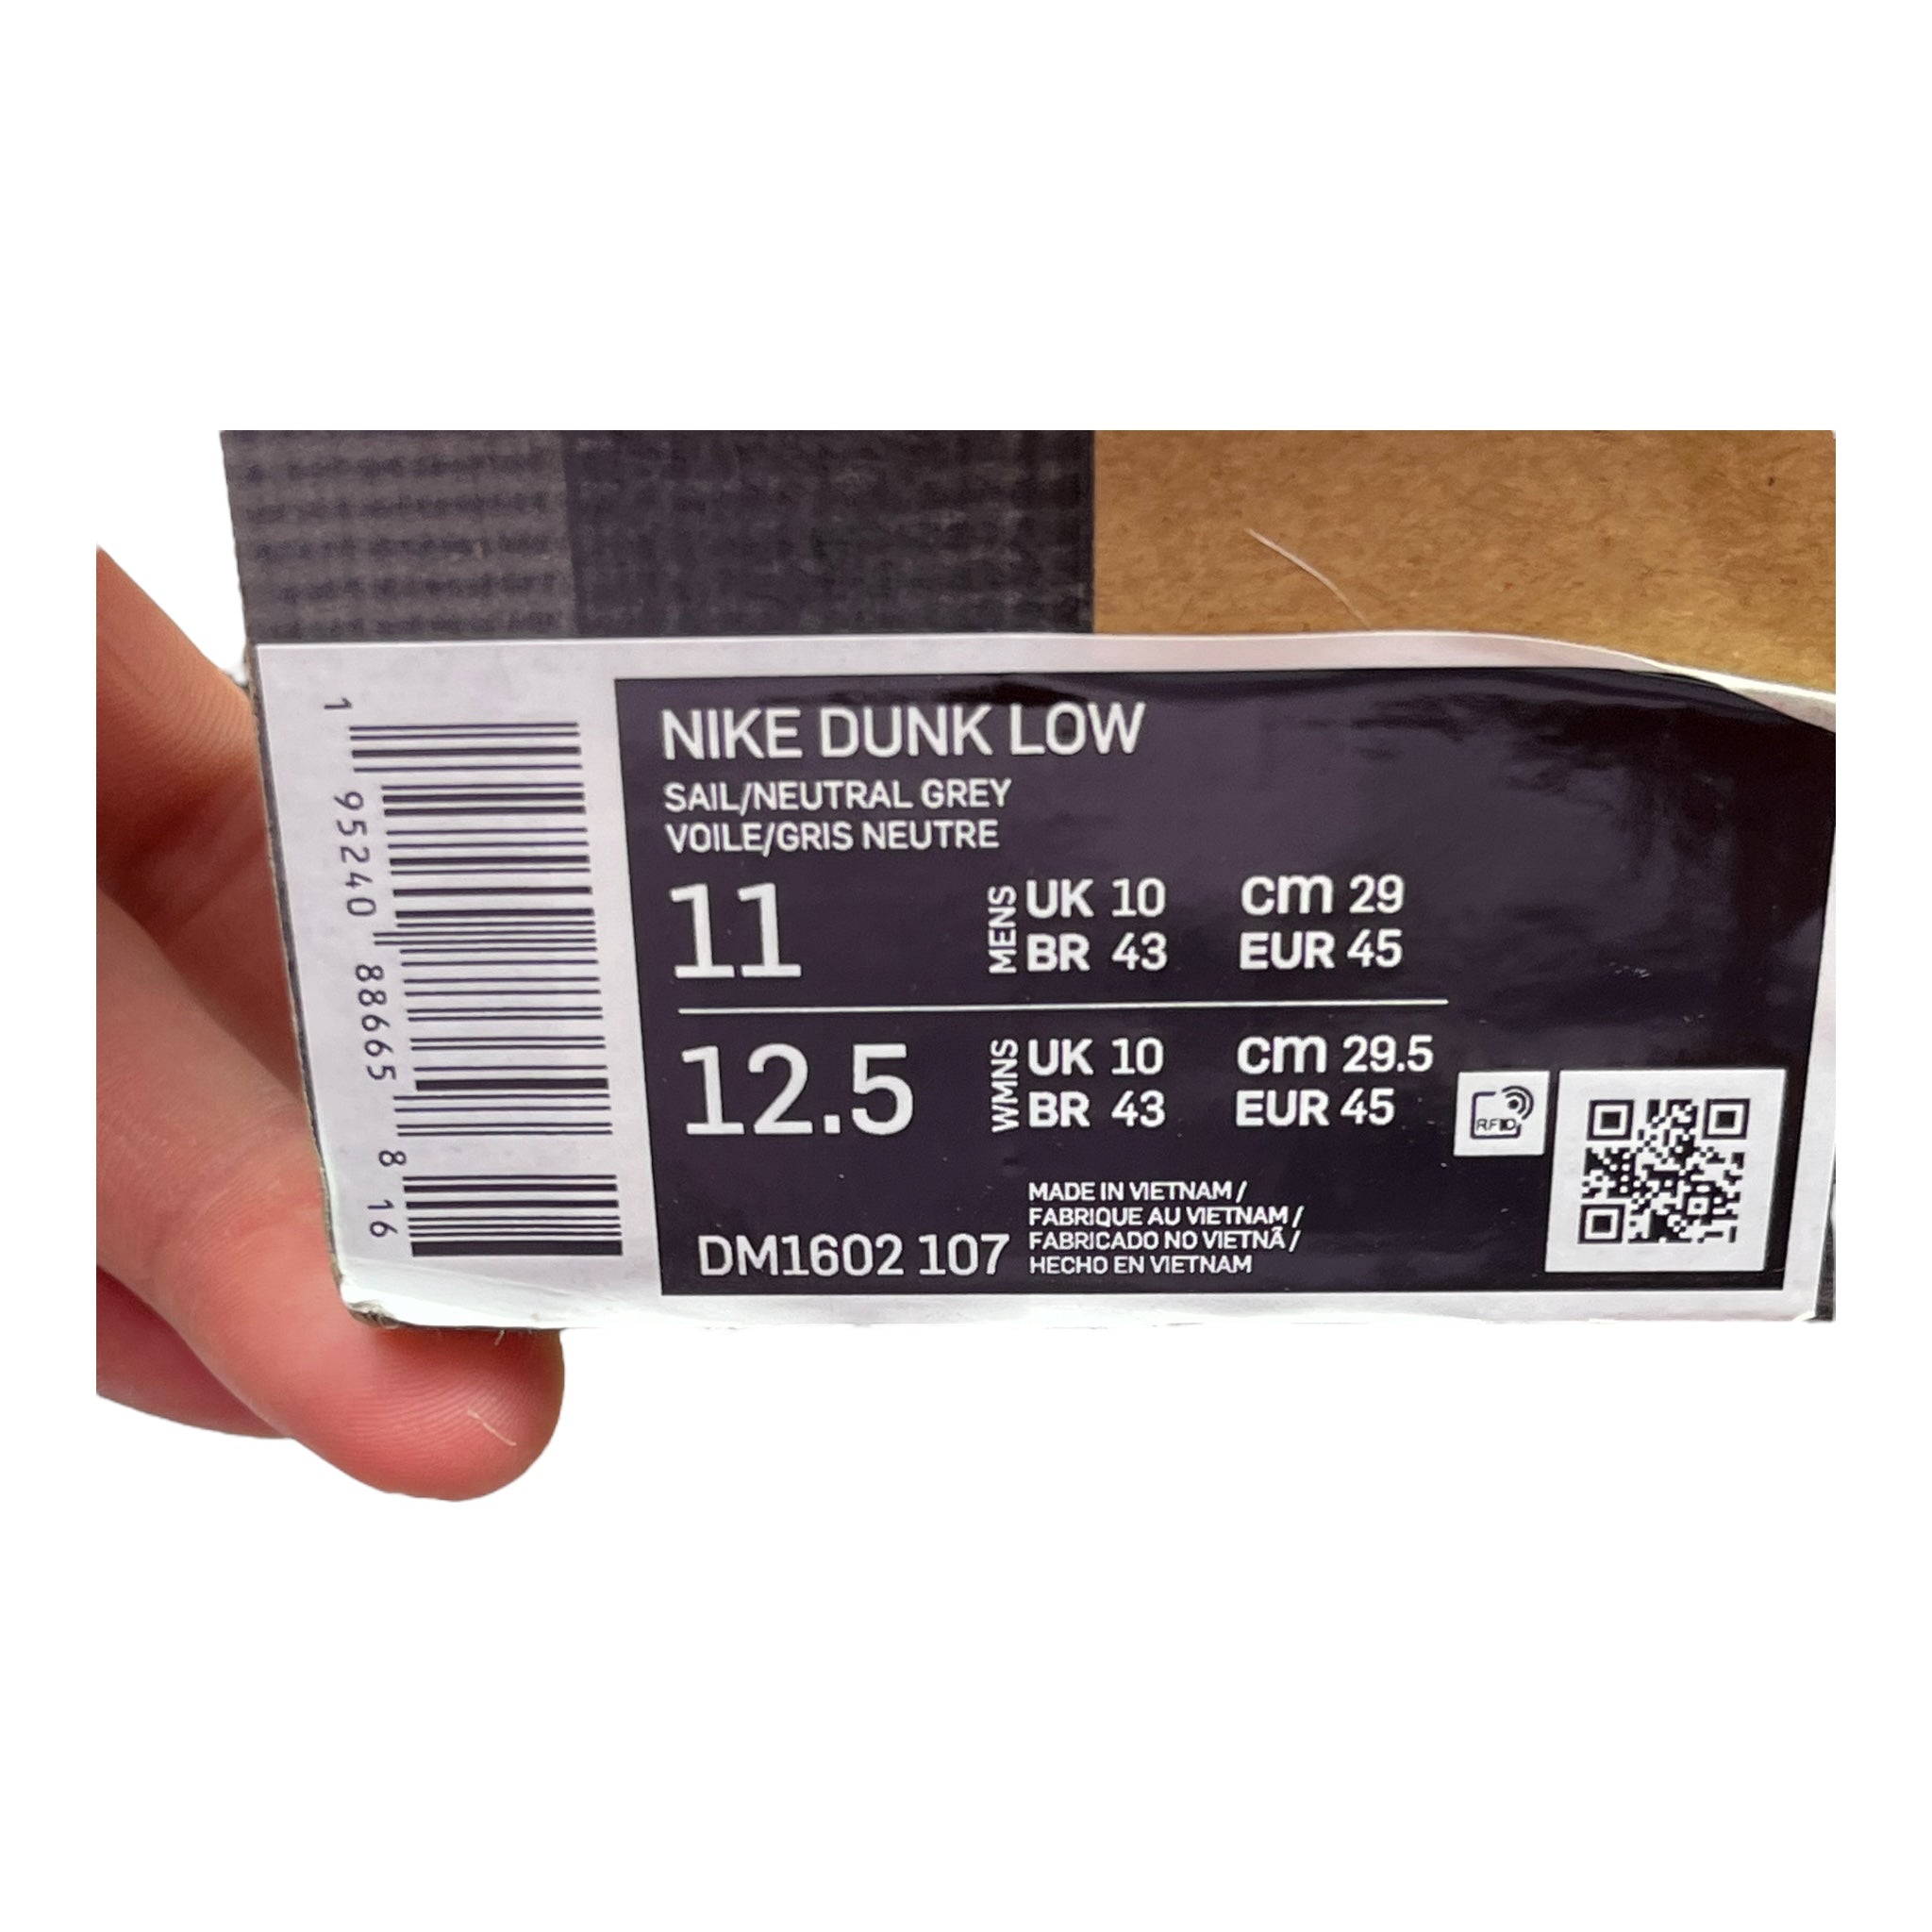 1 95240 88665 8 16
NIKE DUNK LOW
SAIL/NEUTRAL GREY
VOILE/GRIS NEUTRE
11
MENS
UK 10 cm 29
BR 43 EUR 45
12.5
WMNS
UK 10 cm 29.5
BR 43 EUR 45
RFID
DM1602 107
MADE IN VIETNAM /
FABRIQUE AU VIETNAM /
FABRICADO NO VIETNÃ /
HECHO EN VIETNAM